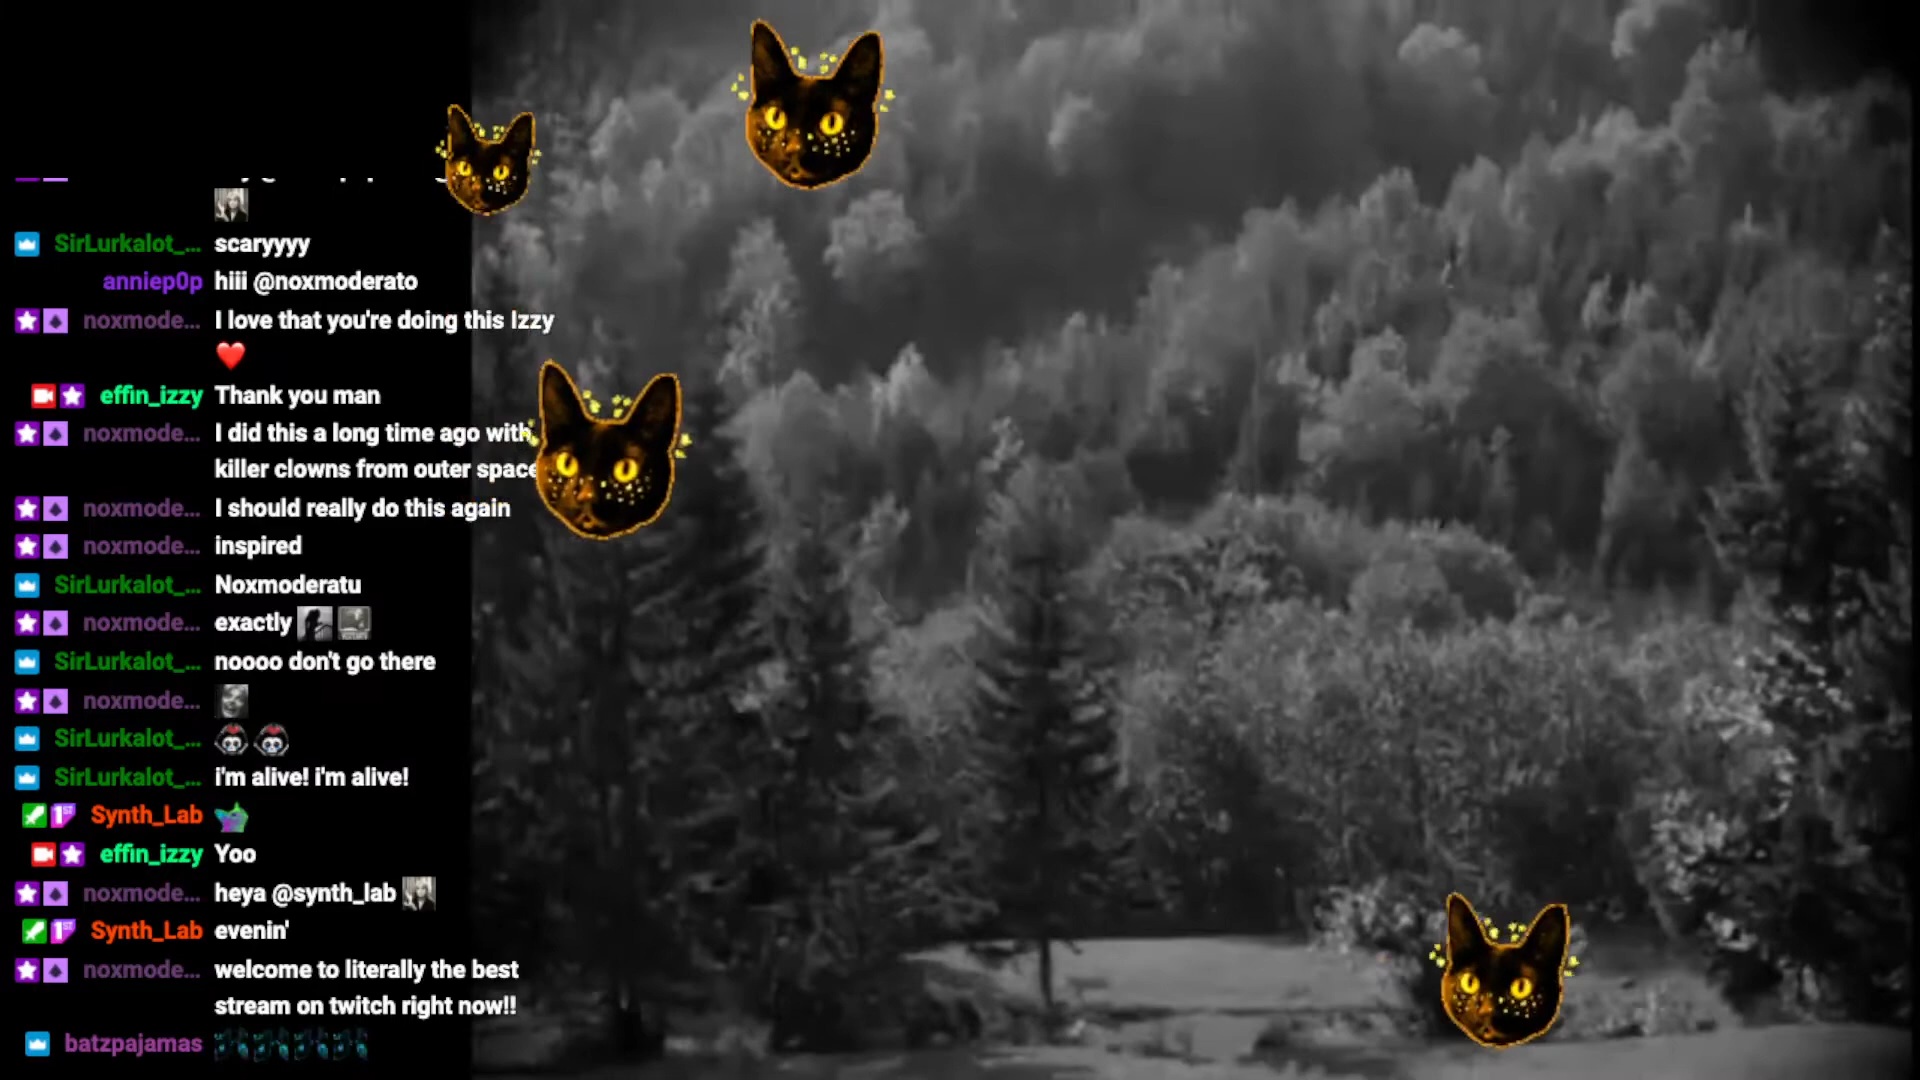 SirLurkalot_... scaryyyy
anniep0p hiii @noxmoderato
noxmode... I love that you're doing this Izzy
effin_izzy Thank you man
noxmode... I did this a long time ago with
killer clowns from outer space
noxmode... I should really do this again
noxmode... inspired
SirLurkalot_... Noxmoderatu
noxmode... exactly
SirLurkalot_... noooo don't go there
noxmode...
SirLurkalot_...
SirLurkalot_... i'm alive! i'm alive!
1ST Synth_Lab
effin_izzy Yoo
noxmode... heya @synth_lab
1ST Synth_Lab evenin'
noxmode... welcome to literally the best
stream on twitch right now!!
batzpajamas